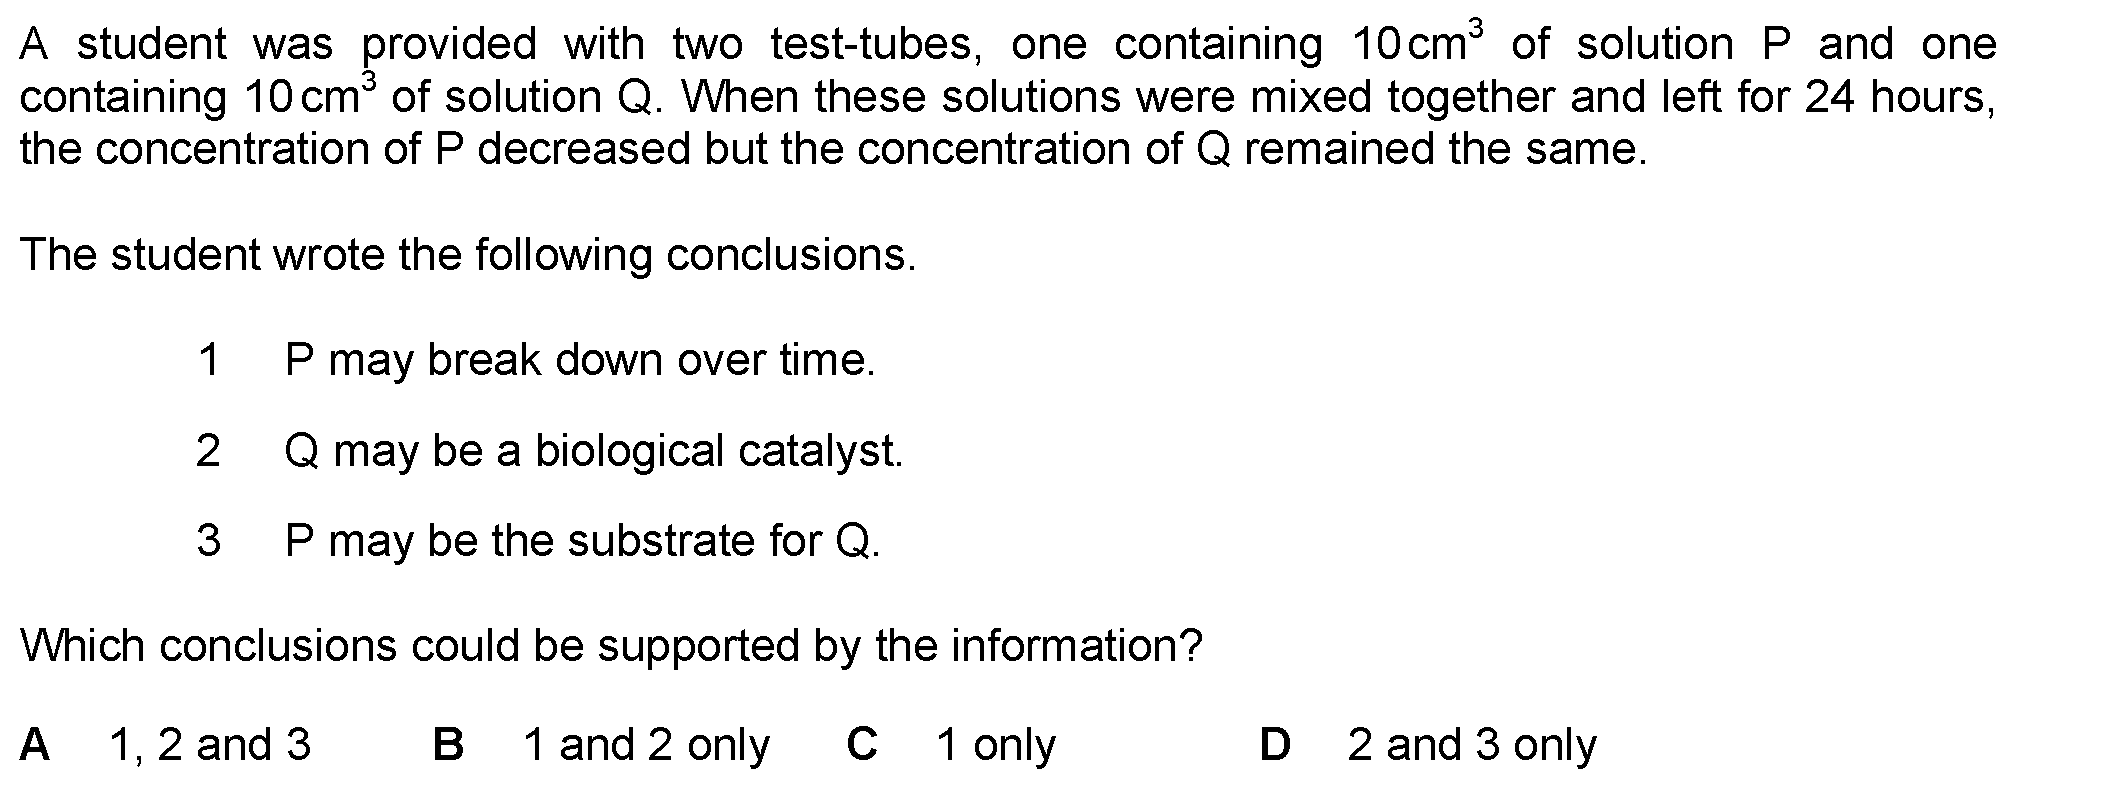 A student was provided with two test-tubes, one containing 10 cm³ of solution P and one
containing 10 cm³ of solution Q. When these solutions were mixed together and left for 24 hours,
the concentration of P decreased but the concentration of Q remained the same.
The student wrote the following conclusions.
1 P may break down over time.
2 Q may be a biological catalyst.
3 P may be the substrate for Q.
Which conclusions could be supported by the information?
A 1, 2 and 3 B 1 and 2 only C 1 only D 2 and 3 only